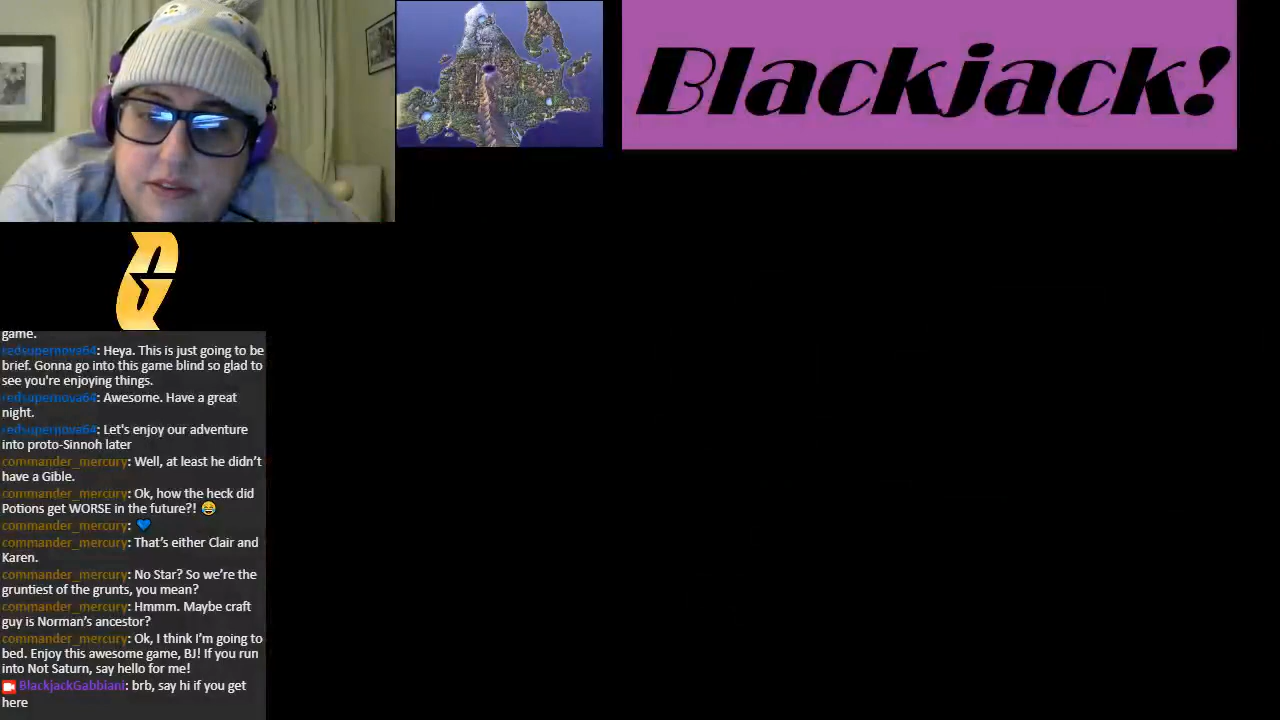 Blackjack!
game.
redsupernova64: Heya. This is just going to be
brief. Gonna go into this game blind so glad to
see you're enjoying things.
redsupernova64: Awesome. Have a great
night.
redsupernova64: Let's enjoy our adventure
into proto-Sinnoh later
commander_mercury: Well, at least he didn't
have a Gible.
commander_mercury: Ok, how the heck did
Potions get WORSE in the future?! 😂
commander_mercury: 💙
commander_mercury: That's either Clair and
Karen.
commander_mercury: No Star? So we're the
gruntiest of the grunts, you mean?
commander_mercury: Hmmm. Maybe craft
guy is Norman's ancestor?
commander_mercury: Ok, I think I'm going to
bed. Enjoy this awesome game, BJ! If you run
into Not Saturn, say hello for me!
BlackjackGabbiani: brb, say hi if you get
here